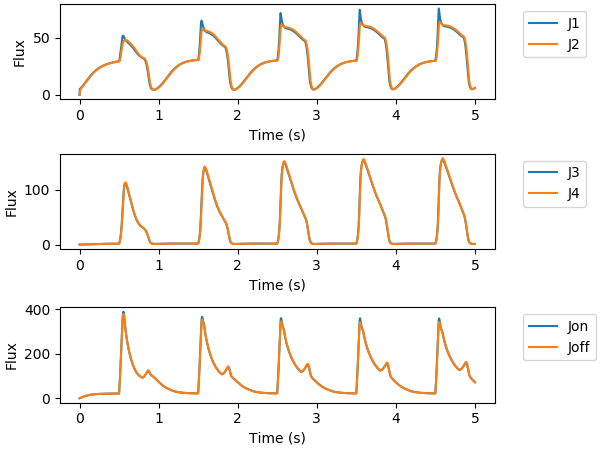 50
0
Flux
0 1 2 3 4 5
Time (s)
J1
J2
100
0
Flux
0 1 2 3 4 5
Time (s)
J3
J4
400
200
0
Flux
0 1 2 3 4 5
Time (s)
Jon
Joff